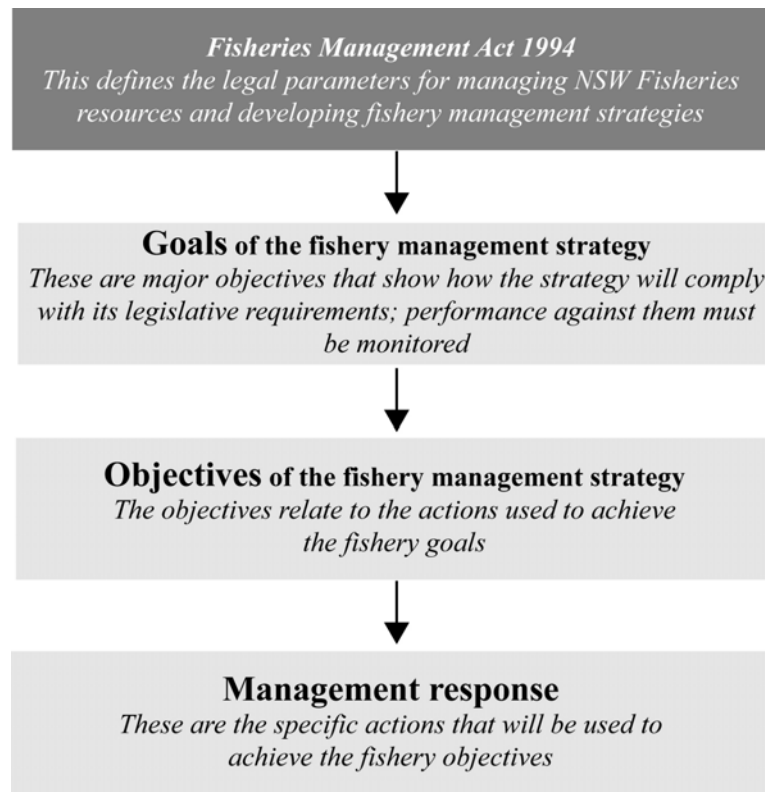 Fisheries Management Act 1994
This defines the legal parameters for managing NSW Fisheries
resources and developing fishery management strategies
Goals of the fishery management strategy
These are major objectives that show how the strategy will comply
with its legislative requirements; performance against them must
be monitored
Objectives of the fishery management strategy
The objectives relate to the actions used to achieve
the fishery goals
Management response
These are the specific actions that will be used to
achieve the fishery objectives